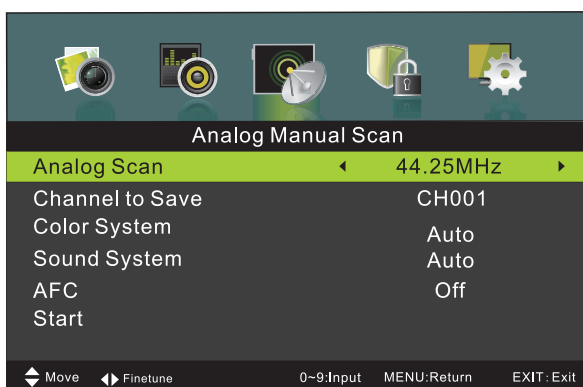 Analog Manual Scan
Analog Scan 44.25MHz
Channel to Save CH001
Color System Auto
Sound System Auto
AFC Off
Start
Move Finetune 0~9:Input MENU:Return EXIT:Exit